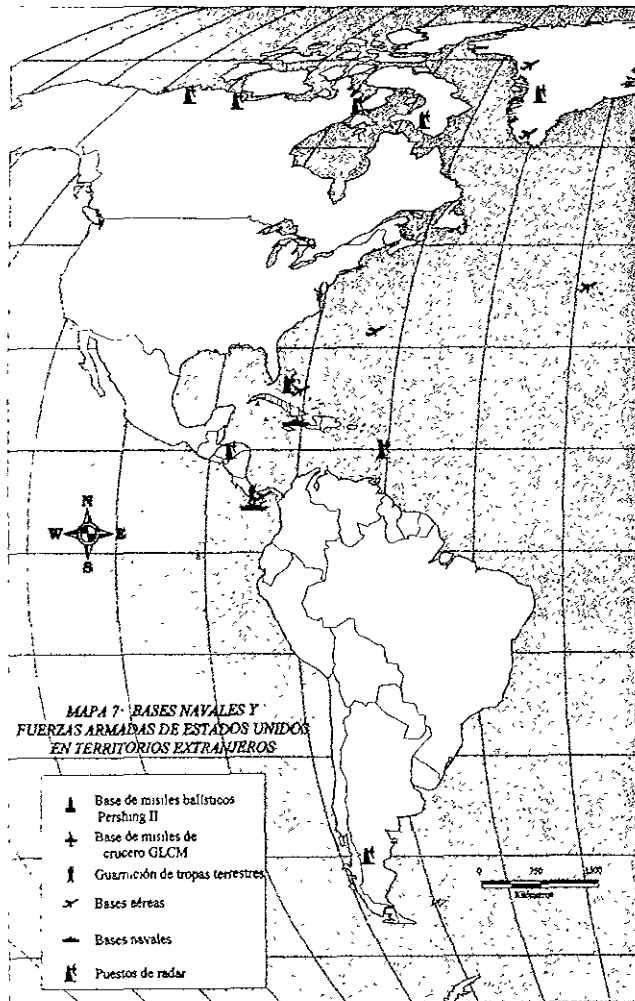 N
W E
S
MAPA 7· BASES NAVALES Y
FUERZAS ARMADAS DE ESTADOS UNIDOS
EN TERRITORIOS EXTRANJEROS
Base de misiles balísticos
Pershing II
Base de misiles de
crucero GLCM
Guarnición de tropas terrestres
Bases aéreas
Bases navales
Puestos de radar
0 750 1500
Kilómetros